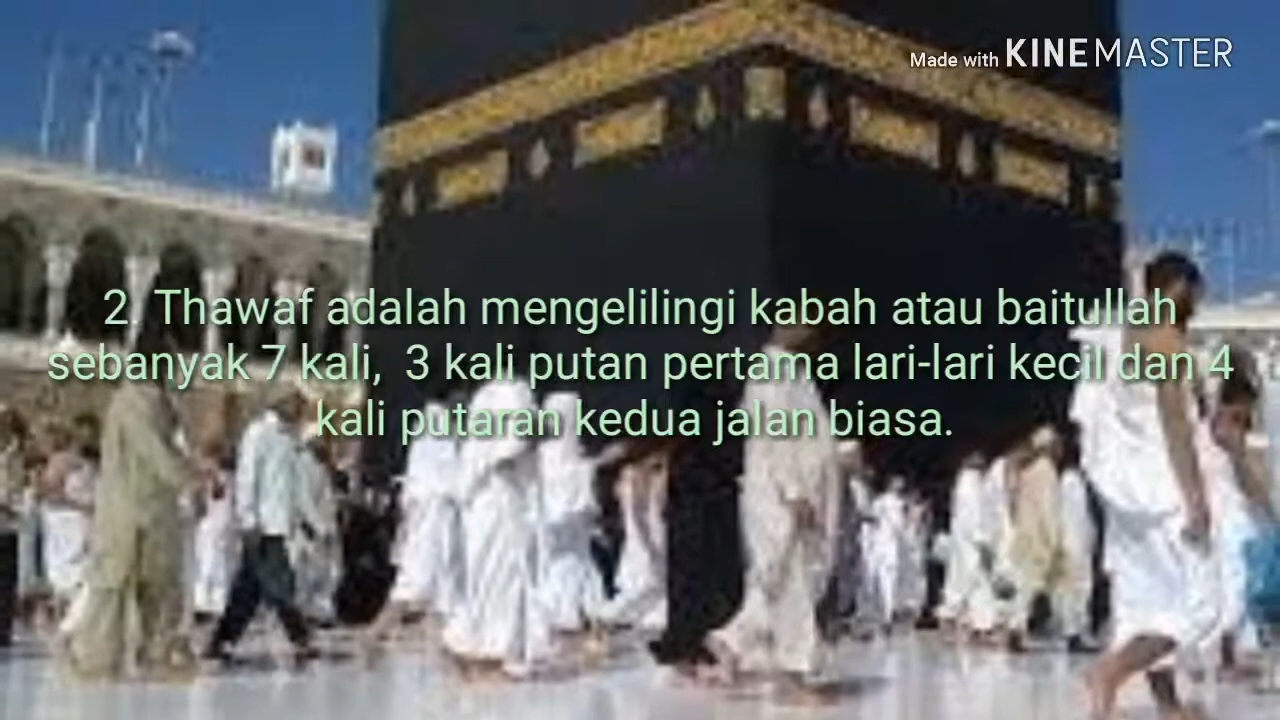 Made with KINEMASTER
2. Thawaf adalah mengelilingi kabah atau baitullah
sebanyak 7 kali, 3 kali putan pertama lari-lari kecil dan 4
kali putaran kedua jalan biasa.